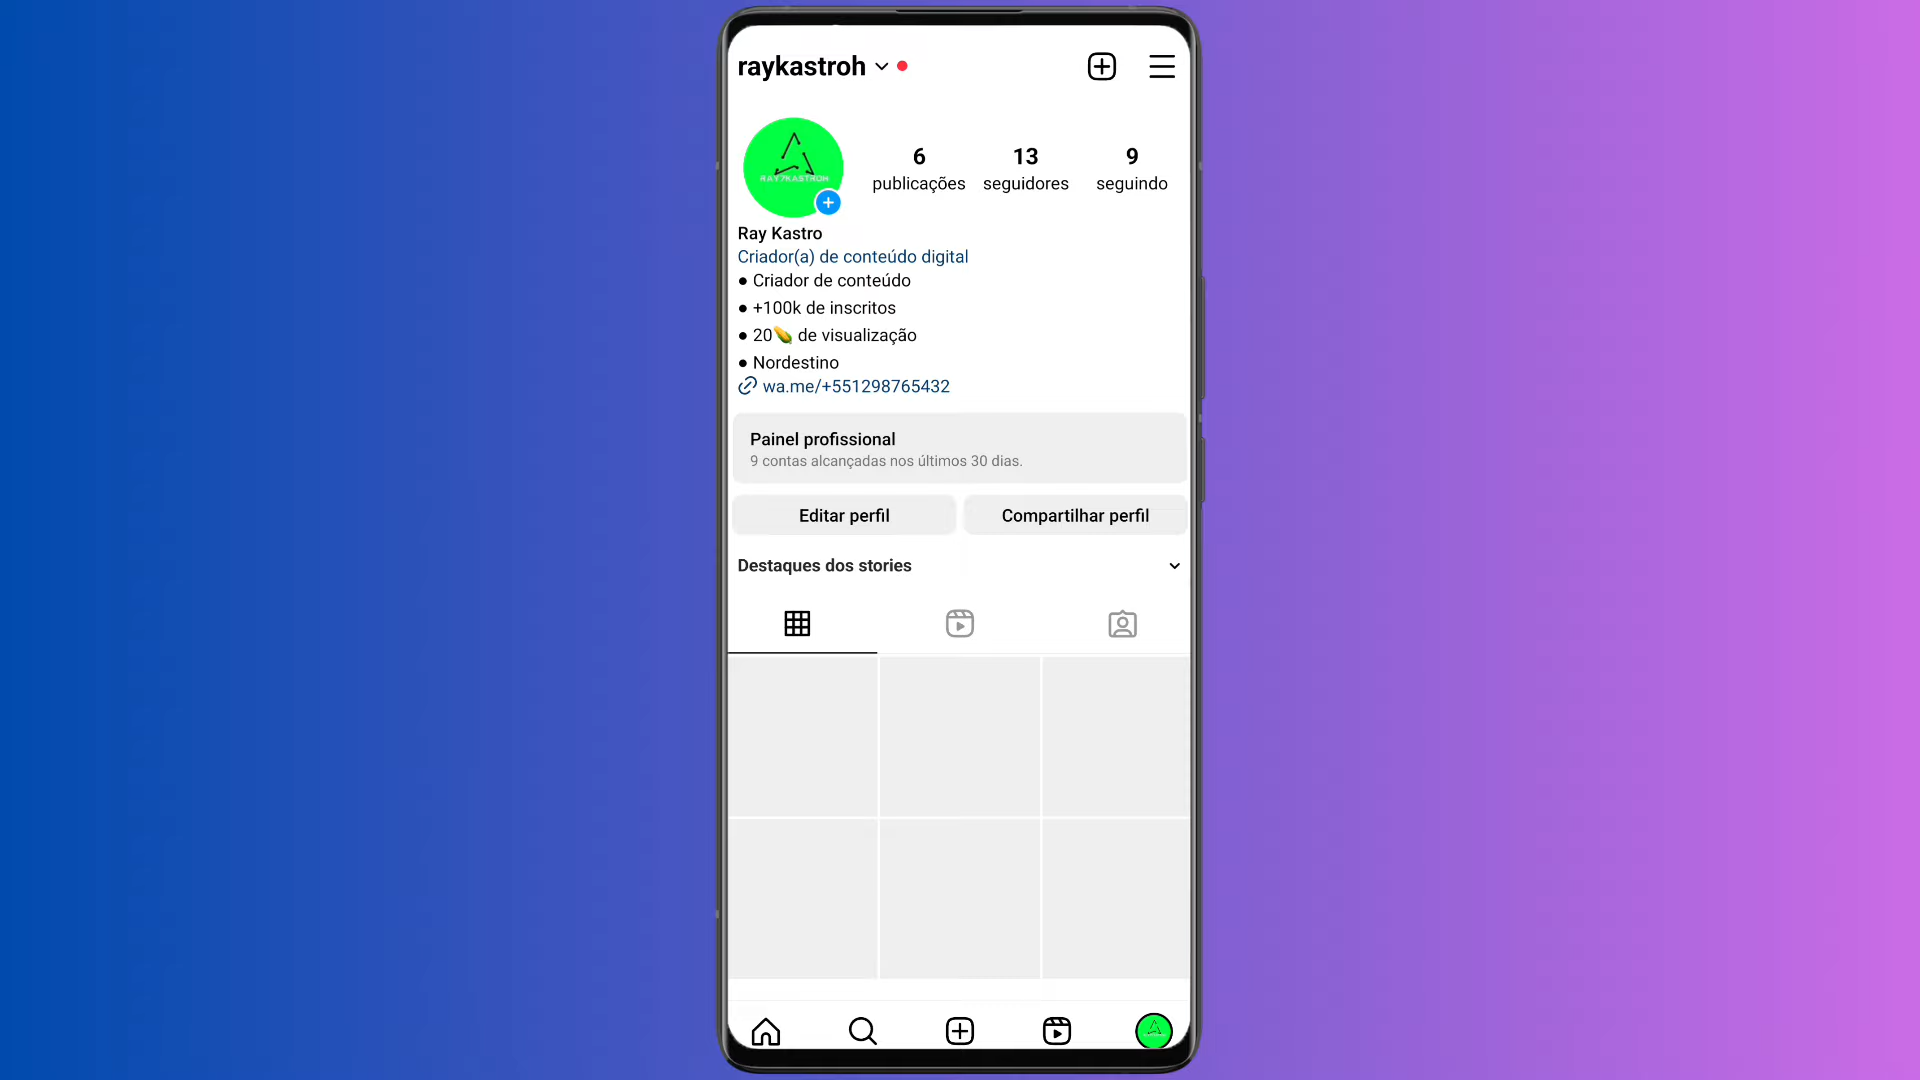 raykastroh
RAY7KASTROH
6
publicações
13
seguidores
9
seguindo
Ray Kastro
Criador(a) de conteúdo digital
● Criador de conteúdo
● +100k de inscritos
● 20🌽 de visualização
● Nordestino
wa.me/+551298765432
Painel profissional
9 contas alcançadas nos últimos 30 dias.
Editar perfil
Compartilhar perfil
Destaques dos stories